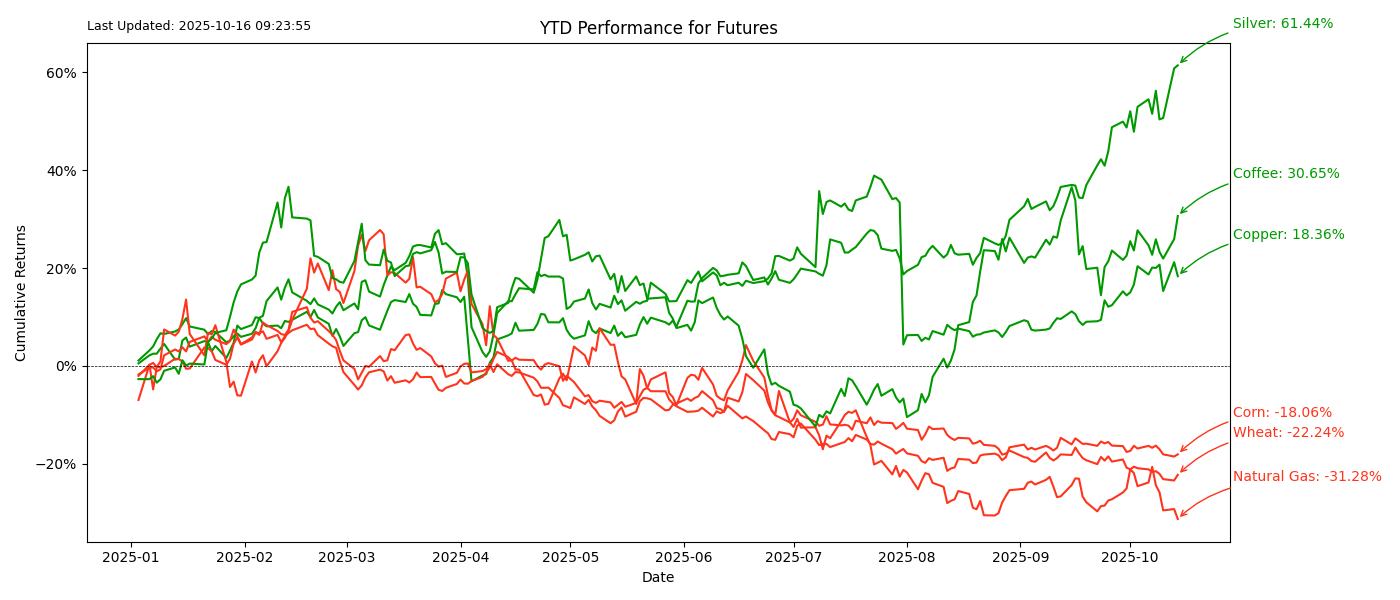 Last Updated: 2025-10-16 09:23:55
YTD Performance for Futures
Silver: 61.44%
Coffee: 30.65%
Copper: 18.36%
Corn: -18.06%
Wheat: -22.24%
Natural Gas: -31.28%
Cumulative Returns
60%
40%
20%
0%
−20%
2025-01
2025-02
2025-03
2025-04
2025-05
2025-06
2025-07
2025-08
2025-09
2025-10
Date